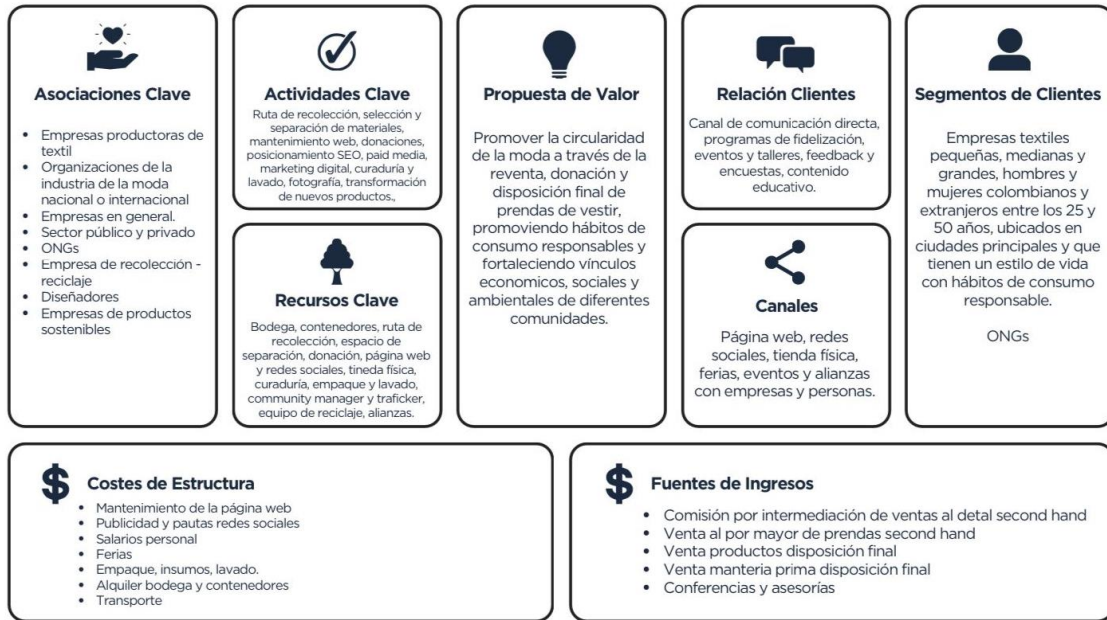 Asociaciones Clave
• Empresas productoras de
textil
• Organizaciones de la
industria de la moda
nacional o internacional
• Empresas en general.
• Sector público y privado
• ONGs
• Empresa de recolección -
reciclaje
• Diseñadores
• Empresas de productos
sostenibles
Actividades Clave
Ruta de recolección, selección y
separación de materiales,
mantenimiento web, donaciones,
posicionamiento SEO, paid media,
marketing digital, curaduría y
lavado, fotografía, transformación
de nuevos productos.,
Recursos Clave
Bodega, contenedores, ruta de
recolección, espacio de
separación, donación, página web
y redes sociales, tineda física,
curaduría, empaque y lavado,
community manager y traficker,
equipo de reciclaje, alianzas.
Propuesta de Valor
Promover la circularidad
de la moda a través de la
reventa, donación y
disposición final de
prendas de vestir,
promoviendo hábitos de
consumo responsables y
fortaleciendo vínculos
economicos, sociales y
ambientales de diferentes
comunidades.
Relación Clientes
Canal de comunicación directa,
programas de fidelización,
eventos y talleres, feedback y
encuestas, contenido
educativo.
Canales
Página web, redes
sociales, tienda física,
ferias, eventos y alianzas
con empresas y personas.
Segmentos de Clientes
Empresas textiles
pequeñas, medianas y
grandes, hombres y
mujeres colombianos y
extranjeros entre los 25 y
50 años, ubicados en
ciudades principales y que
tienen un estilo de vida
con hábitos de consumo
responsable.
ONGs
$ Costes de Estructura
• Mantenimiento de la página web
• Publicidad y pautas redes sociales
• Salarios personal
• Ferias
• Empaque, insumos, lavado.
• Alquiler bodega y contenedores
• Transporte
$ Fuentes de Ingresos
• Comisión por intermediación de ventas al detal second hand
• Venta al por mayor de prendas second hand
• Venta productos disposición final
• Venta manteria prima disposición final
• Conferencias y asesorías